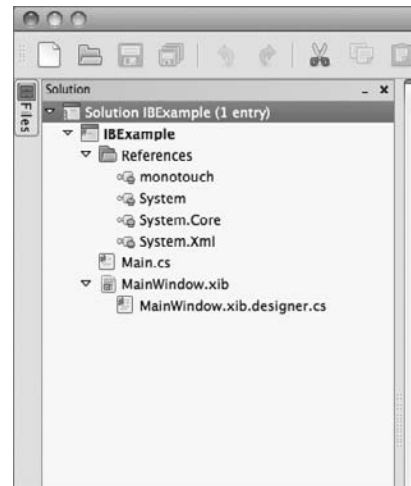 Solution
Files
Solution IBExample (1 entry)
IBExample
References
monotouch
System
System.Core
System.Xml
Main.cs
MainWindow.xib
MainWindow.xib.designer.cs